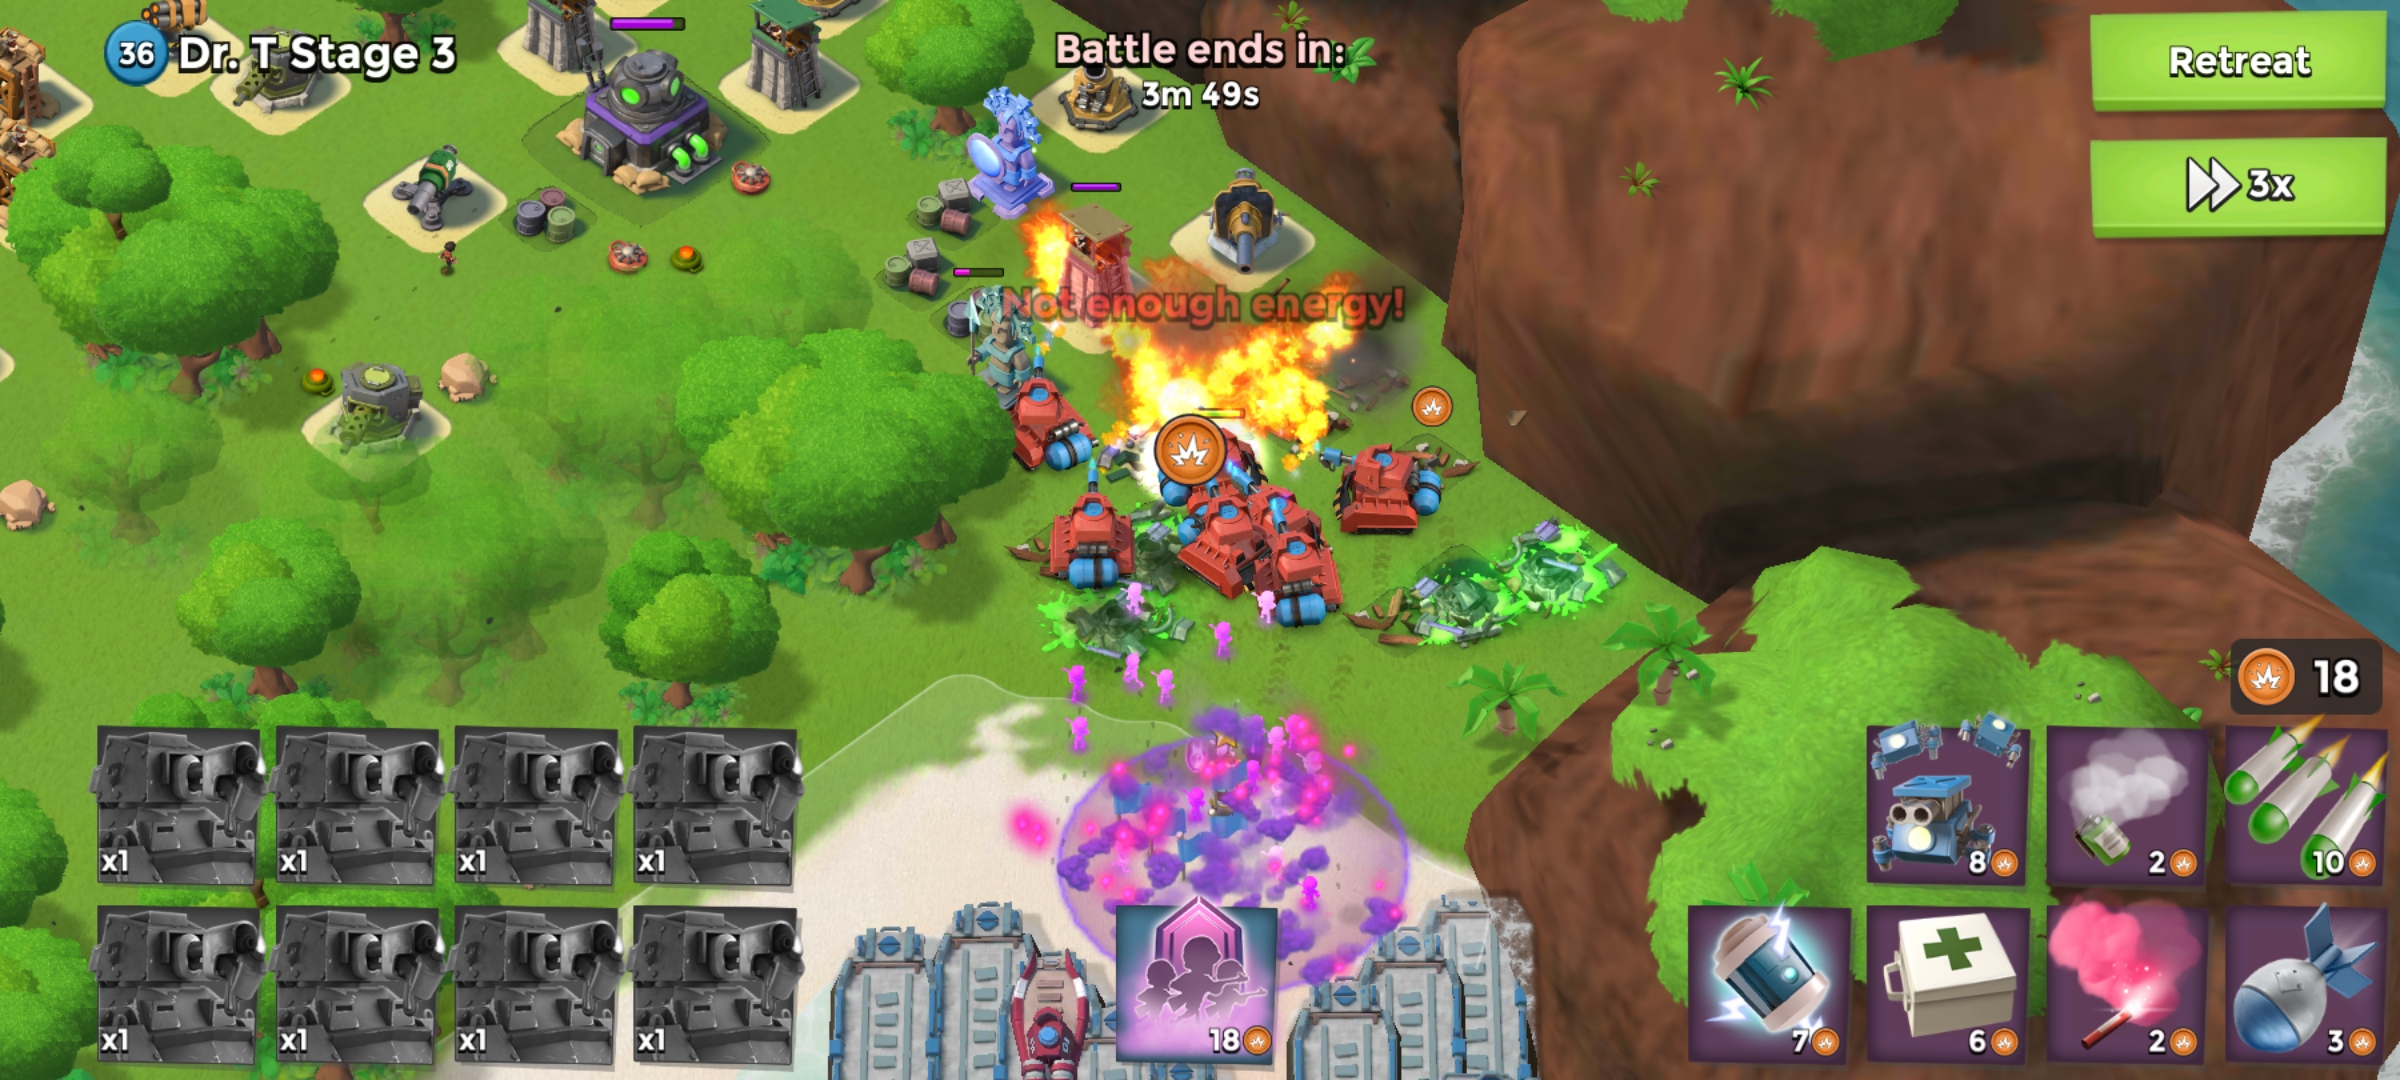 36 Dr. T Stage 3
Battle ends in:
3m 49s
Retreat
3x
Not enough energy!
18
8
2
10
x1
x1
x1
x1
x1
x1
x1
x1
18
7
6
2
3